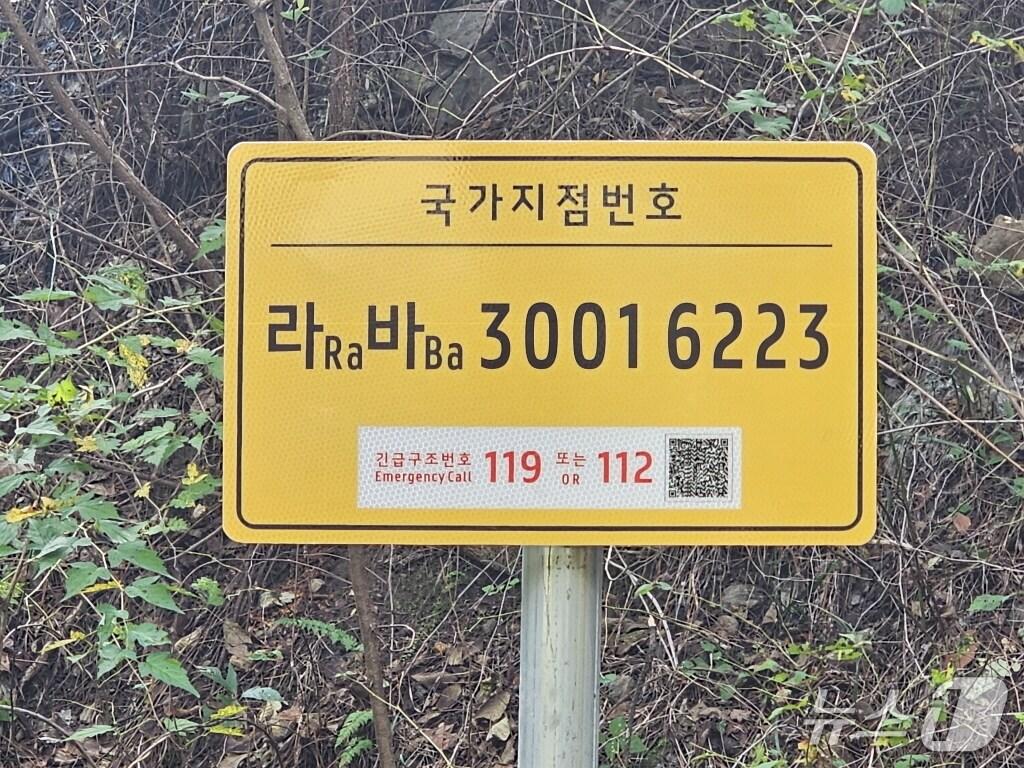 국가지점번호
라Ra바Ba 3001 6223
긴급구조번호 119 또는 112
Emergency Call OR
뉴스1